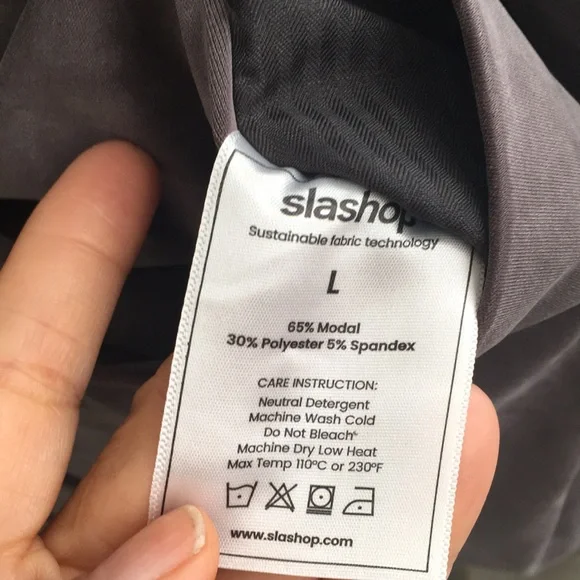 slashop
Sustainable fabric technology
L
65% Modal
30% Polyester 5% Spandex
CARE INSTRUCTION:
Neutral Detergent
Machine Wash Cold
Do Not Bleach
Machine Dry Low Heat
Max Temp 110°C or 230°F
www.slashop.com